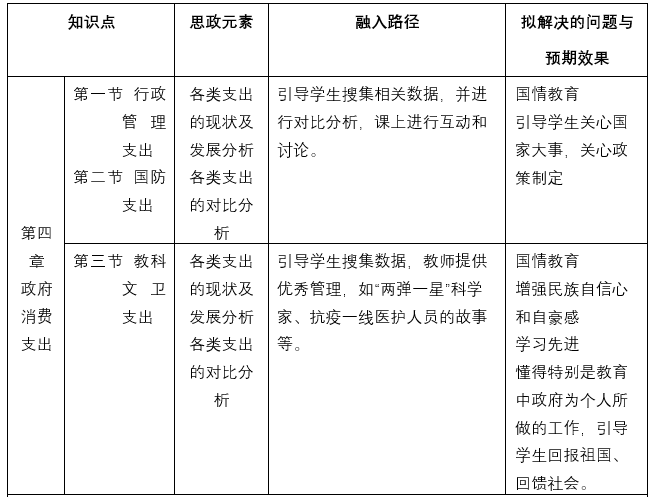 知识点
思政元素
融入路径
拟解决的问题与
预期效果
第四
章
政府
消费
支出
第一节 行政
管 理
支出
第二节 国防
支出
各类支出
的现状及
发展分析
各类支出
的对比分
析
引导学生搜集相关数据，并进
行对比分析，课上进行互动和
讨论。
国情教育
引导学生关心国
家大事，关心政
策制定
第三节 教科
文 卫
支出
各类支出
的现状及
发展分析
各类支出
的对比分
析
引导学生搜集数据，教师提供
优秀管理，如“两弹一星”科学
家、抗疫一线医护人员的故事
等。
国情教育
增强民族自信心
和自豪感
学习先进
懂得特别是教育
中政府为个人所
做的工作，引导
学生回报祖国、
回馈社会。